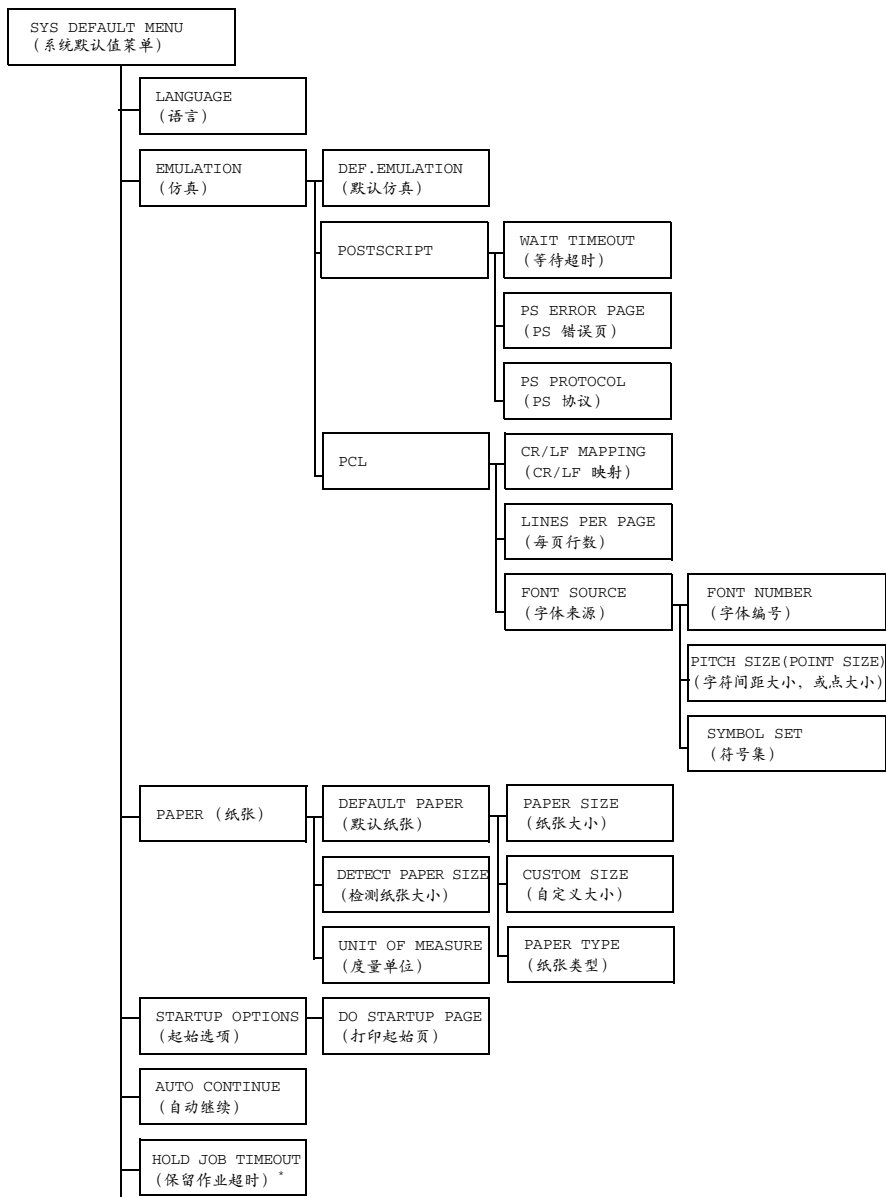 SYS DEFAULT MENU
(系统默认值菜单)
LANGUAGE
(语言)
EMULATION
(仿真)
DEF.EMULATION
(默认仿真)
POSTSCRIPT
WAIT TIMEOUT
(等待超时)
PS ERROR PAGE
(PS 错误页)
PS PROTOCOL
(PS 协议)
PCL
CR/LF MAPPING
(CR/LF 映射)
LINES PER PAGE
(每页行数)
FONT SOURCE
(字体来源)
FONT NUMBER
(字体编号)
PITCH SIZE(POINT SIZE)
(字符间距大小, 或点大小)
SYMBOL SET
(符号集)
PAPER (纸张)
DEFAULT PAPER
(默认纸张)
PAPER SIZE
(纸张大小)
CUSTOM SIZE
(自定义大小)
PAPER TYPE
(纸张类型)
DETECT PAPER SIZE
(检测纸张大小)
UNIT OF MEASURE
(度量单位)
STARTUP OPTIONS
(起始选项)
DO STARTUP PAGE
(打印起始页)
AUTO CONTINUE
(自动继续)
HOLD JOB TIMEOUT
(保留作业超时) *